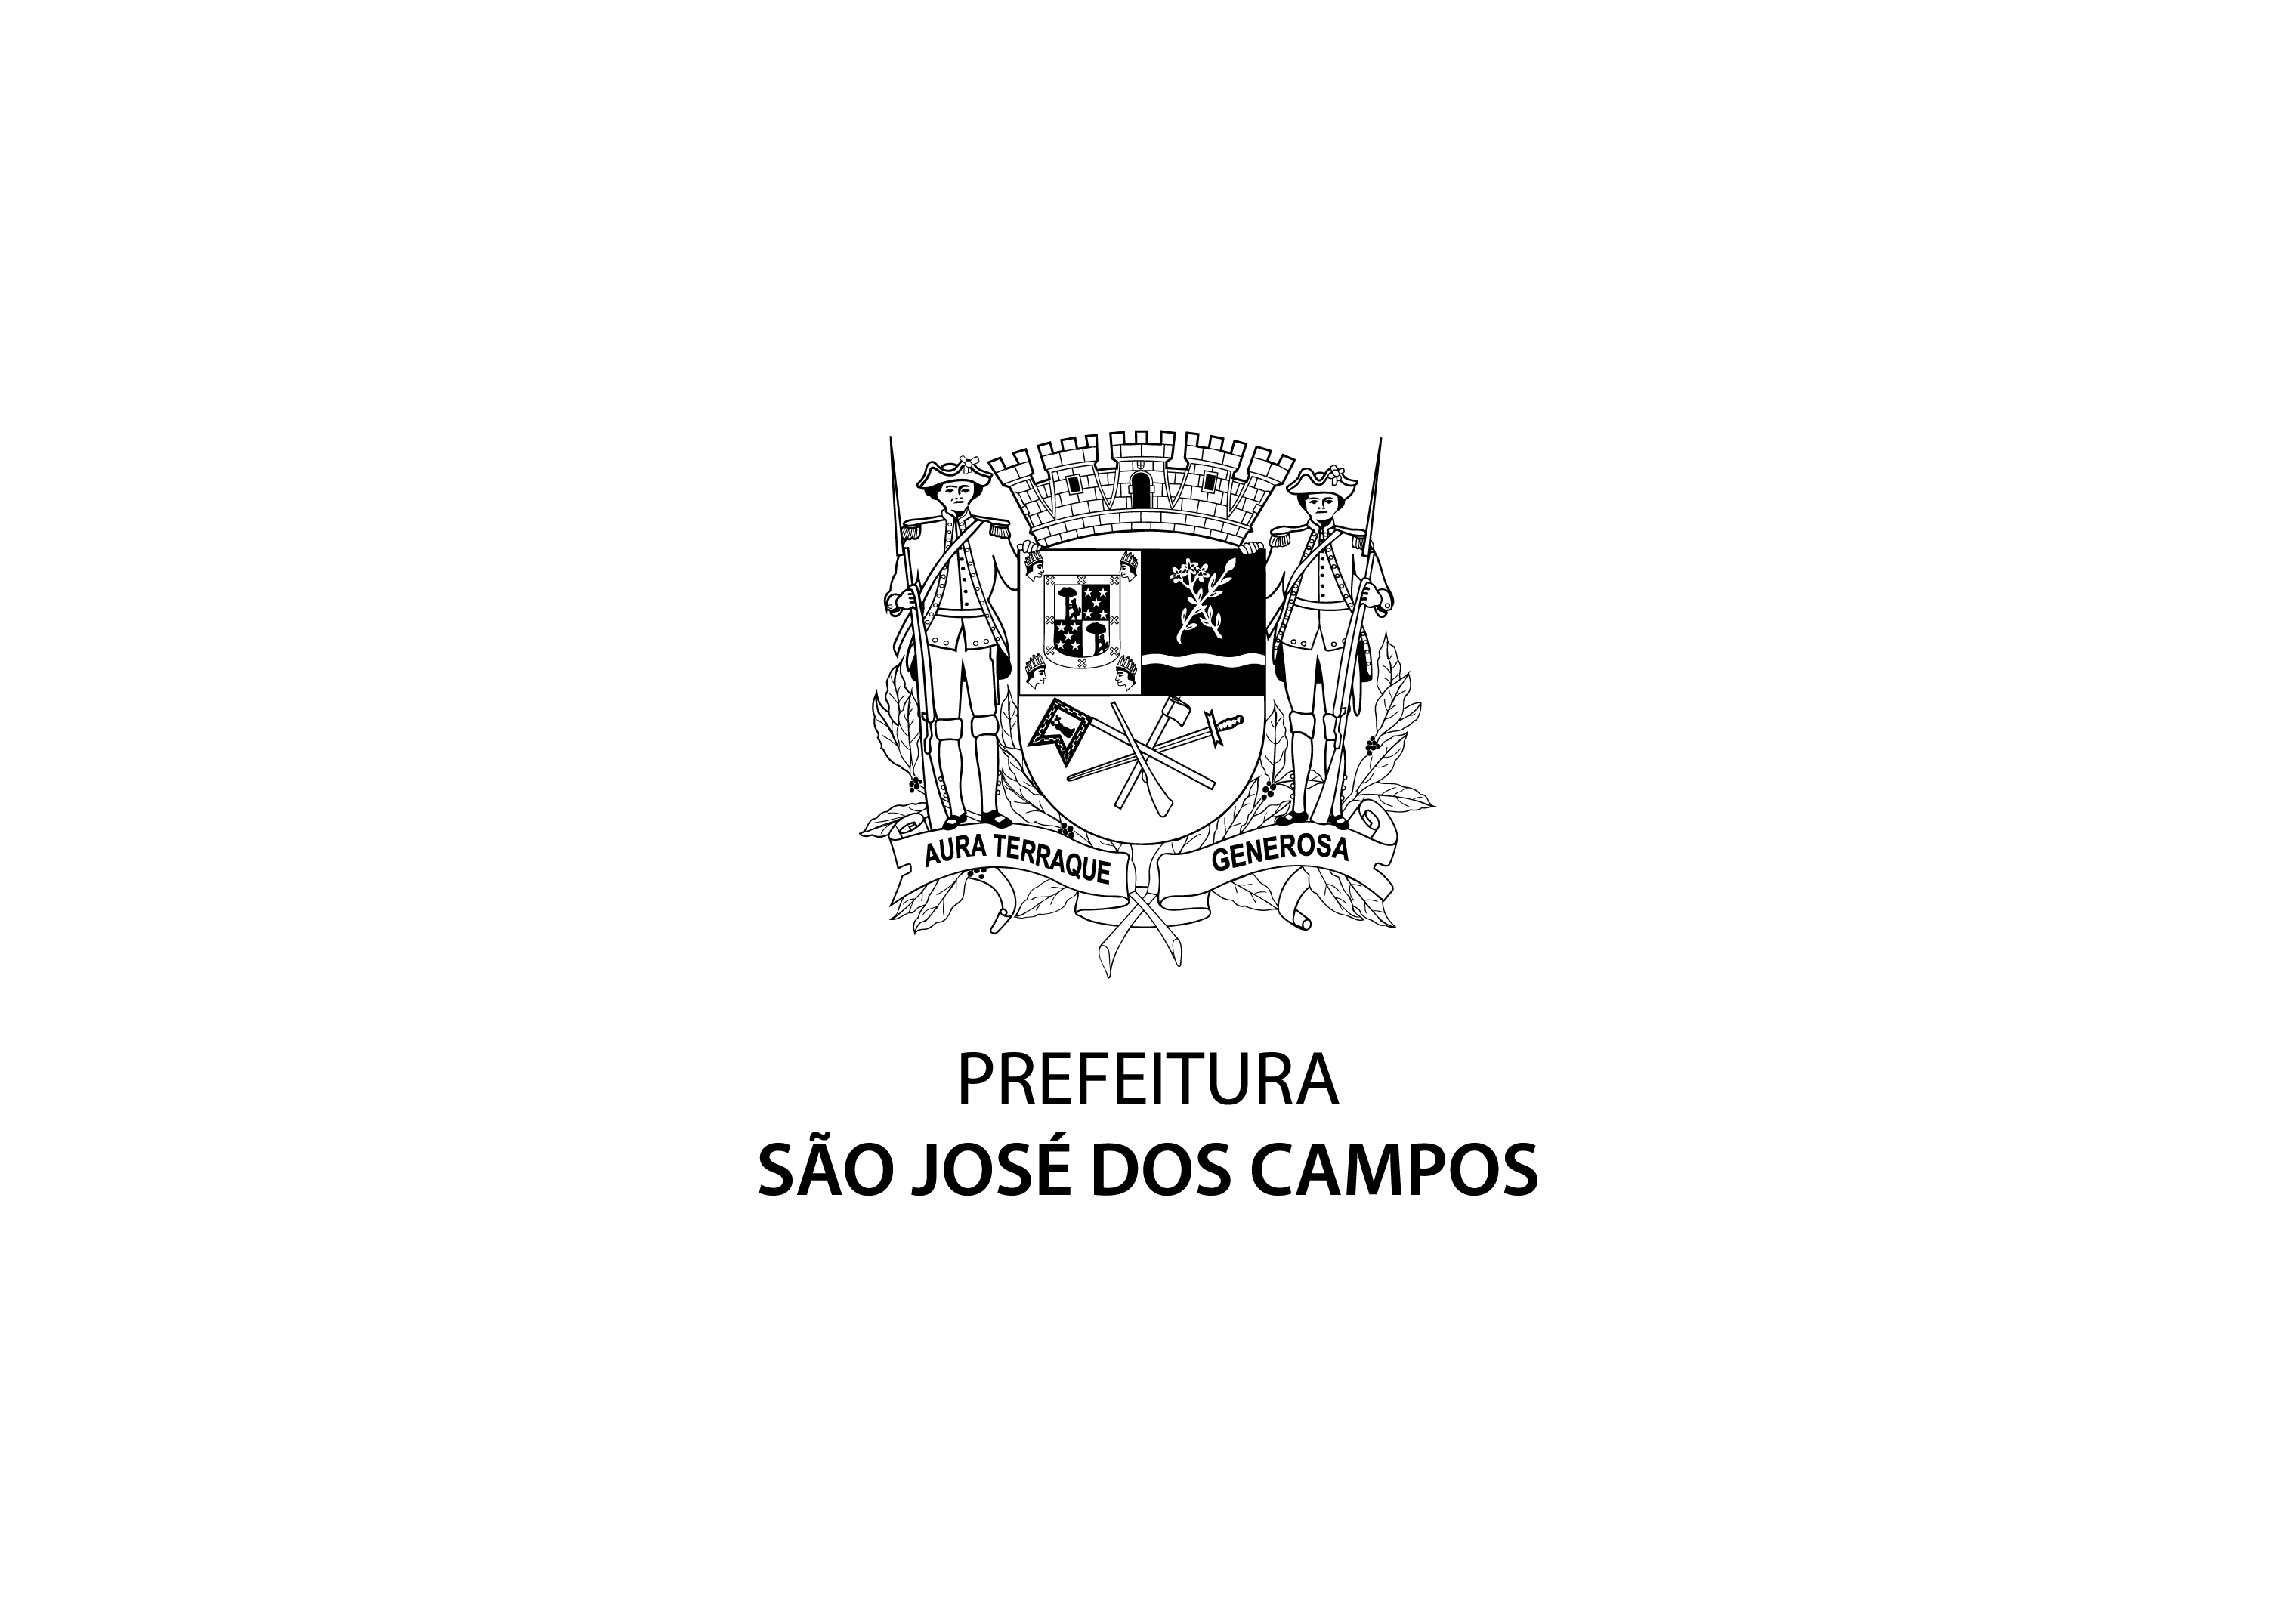 AURA TERRAQUE GENEROSA
PREFEITURA
SÃO JOSÉ DOS CAMPOS